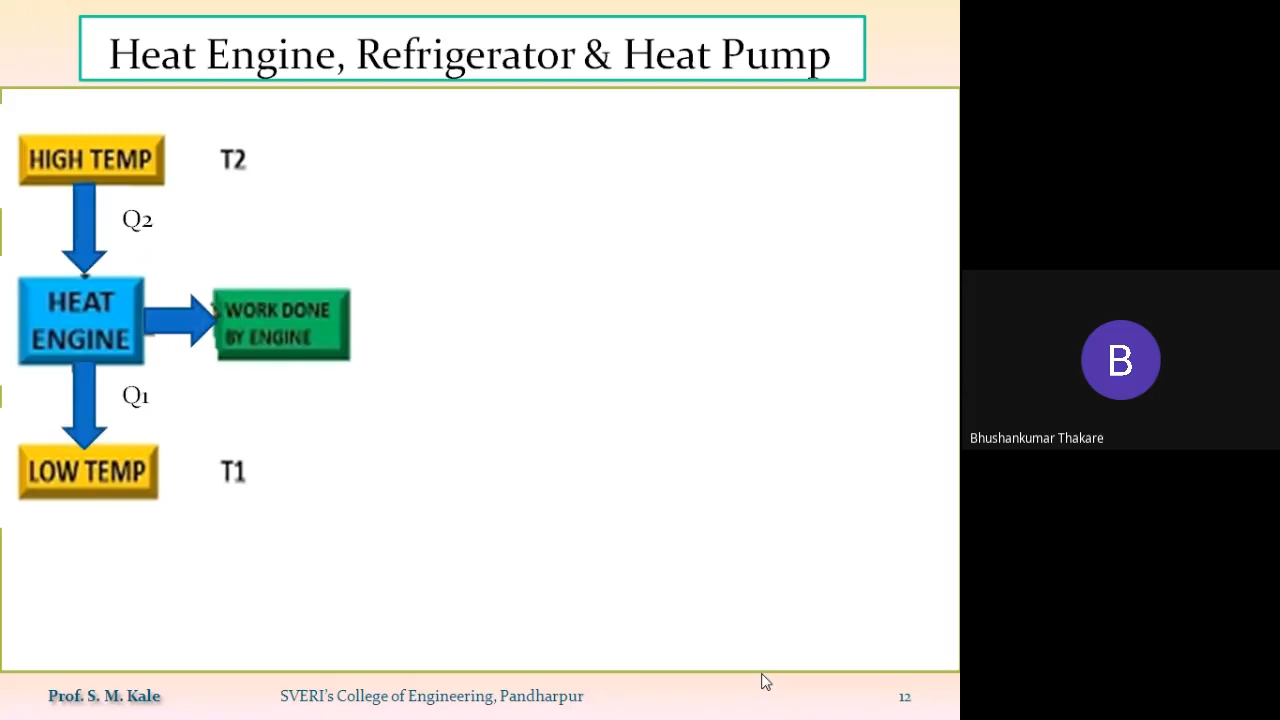 Heat Engine, Refrigerator & Heat Pump
HIGH TEMP
T2
Q2
HEAT
ENGINE
WORK DONE
BY ENGINE
Q1
LOW TEMP
T1
B
Bhushankumar Thakare
Prof. S. M. Kale
SVERI's College of Engineering, Pandharpur
12